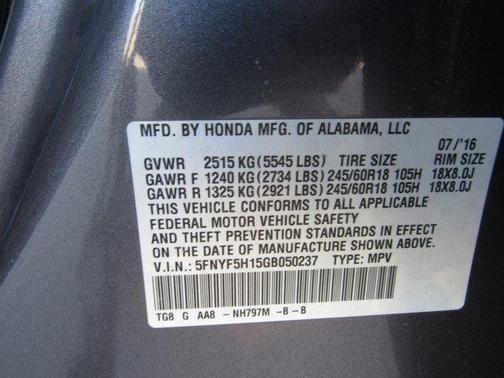 MFD. BY HONDA MFG. OF ALABAMA, LLC
07 /'16
GVWR 2515 KG (5545 LBS) TIRE SIZE RIM SIZE
GAWR F 1240 KG (2734 LBS) 245/60R18 105H 18X8.0J
GAWR R 1325 KG (2921 LBS) 245/60R18 105H 18X8.0J
THIS VEHICLE CONFORMS TO ALL APPLICABLE
FEDERAL MOTOR VEHICLE SAFETY
AND THEFT PREVENTION STANDARDS IN EFFECT
ON THE DATE OF MANUFACTURE SHOWN ABOVE.
V.I.N.: 5FNYF5H15GB050237 TYPE: MPV
TG8 G AA8 -NH797M -B -B